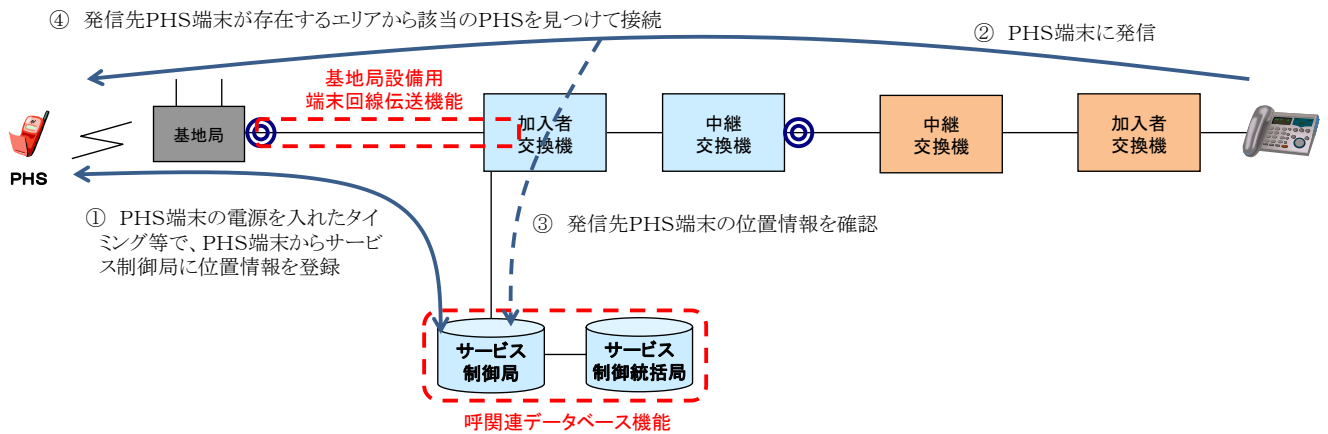 ④ 発信先PHS端末が存在するエリアから該当のPHSを見つけて接続
② PHS端末に発信
基地局設備用
端末回線伝送機能
基地局
加入者
交換機
中継
交換機
中継
交換機
加入者
交換機
PHS
① PHS端末の電源を入れたタイ
ミング等で、PHS端末からサービ
ス制御局に位置情報を登録
③ 発信先PHS端末の位置情報を確認
サービス
制御局
サービス
制御統括局
呼関連データベース機能